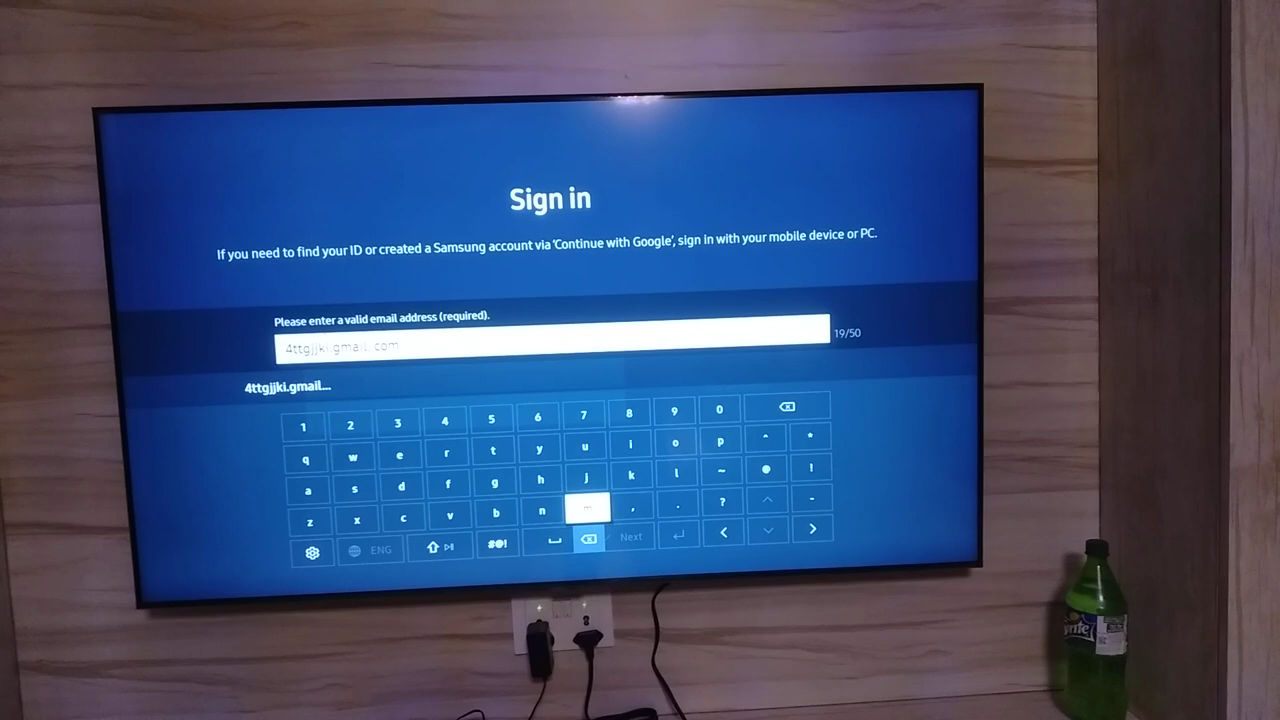 Sign in
If you need to find your ID or created a Samsung account via 'Continue with Google', sign in with your mobile device or PC.
Please enter a valid email address (required).
4ttgjjki.gmail. com
19/50
4ttgjjki.gmail...
1 2 3 4 5 6 7 8 9 0
q w e r t y u i o p ^ *
a s d f g h j k l ~ @ !
z x c v b n ... , . ? ^ -
ENG #@! Next < >
rite